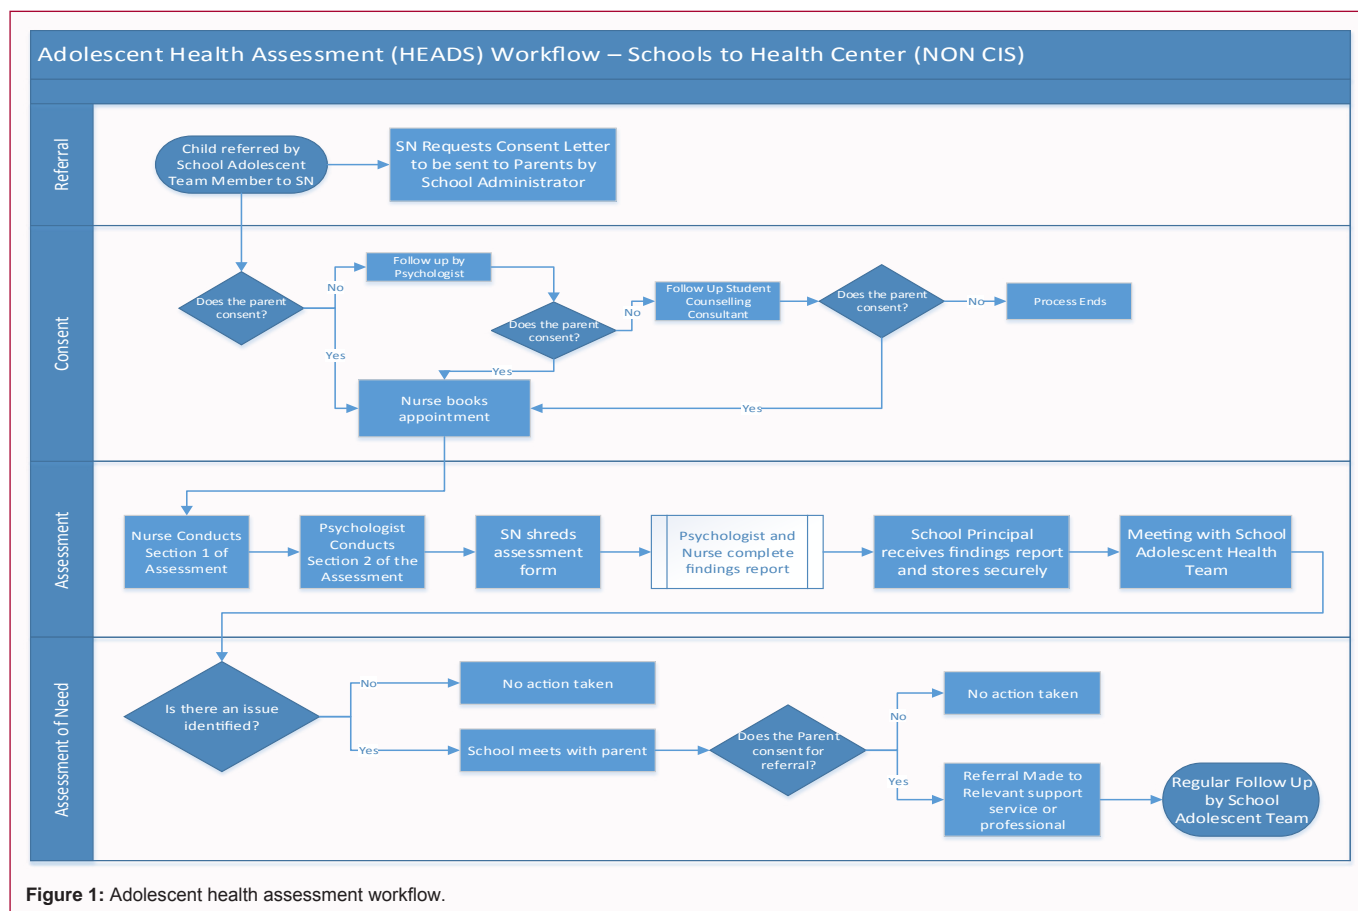 Adolescent Health Assessment (HEADS) Workflow – Schools to Health Center (NON CIS)
Referral
Child referred by
School Adolescent
Team Member to SN
SN Requests Consent Letter
to be sent to Parents by
School Administrator
Consent
Does the parent
consent?
No
Yes
Follow up by
Psychologist
Does the parent
consent?
No
Yes
Follow Up Student
Counselling
Consultant
Does the parent
consent?
No
Yes
Process Ends
Nurse books
appointment
Assessment
Nurse Conducts
Section 1 of
Assessment
Psychologist
Conducts
Section 2 of the
Assessment
SN shreds
assessment
form
Psychologist and
Nurse complete
findings report
School Principal
receives findings report
and stores securely
Meeting with School
Adolescent Health
Team
Assessment of Need
Is there an issue
identified?
No
No action taken
Yes
School meets with parent
Does the Parent
consent for
referral?
No
No action taken
Yes
Referral Made to
Relevant support
service or
professional
Regular Follow Up
by School
Adolescent Team
Figure 1: Adolescent health assessment workflow.